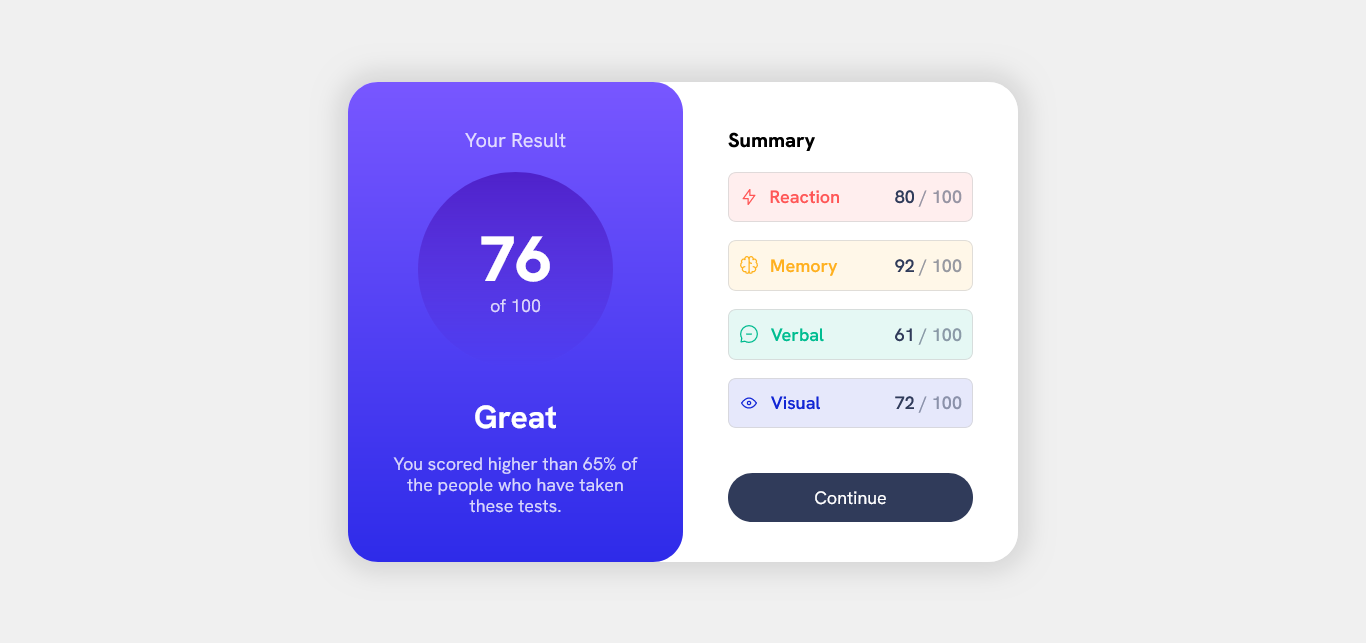 Your Result
76
of 100
Great
You scored higher than 65% of
the people who have taken
these tests.
Summary
Reaction 80 / 100
Memory 92 / 100
Verbal 61 / 100
Visual 72 / 100
Continue